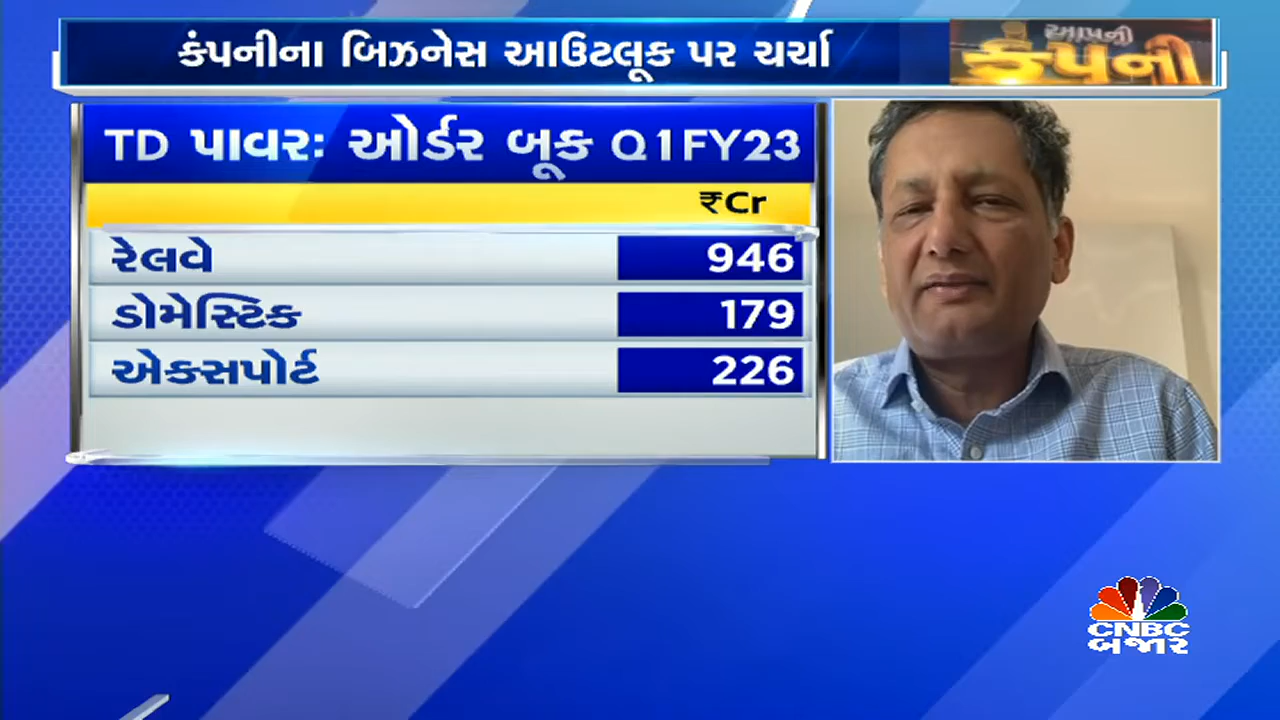 કંપનીના બિઝનેસ આઉટલૂક પર ચર્ચા
આપની
કંપની
TD પાવરઃ ઓર્ડર બૂક Q1FY23
₹Cr
રેલવે 946
ડોમેસ્ટિક 179
એક્સપોર્ટ 226
CNBC
બજાર